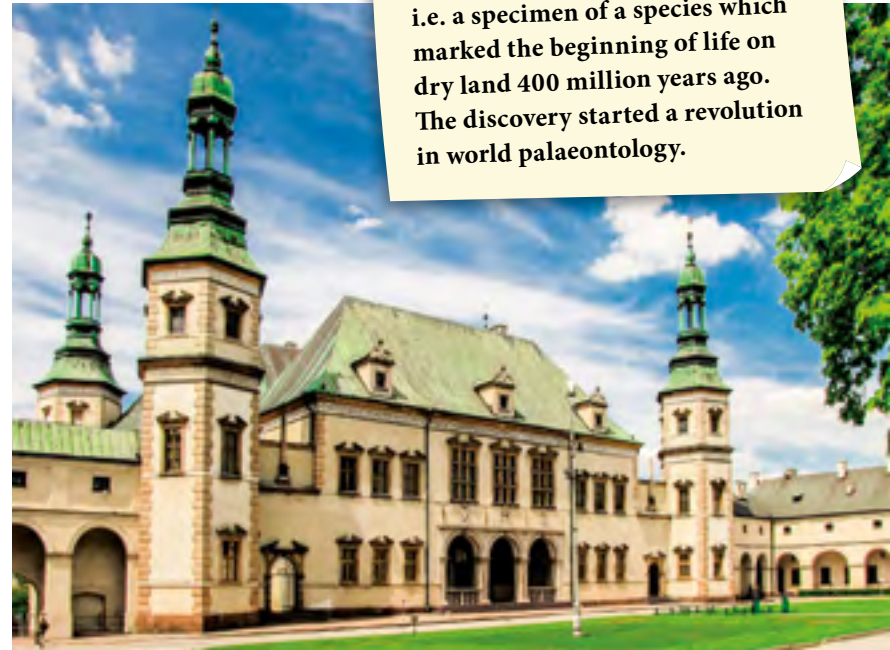 i.e. a specimen of a species which
marked the beginning of life on
dry land 400 million years ago.
The discovery started a revolution
in world palaeontology.